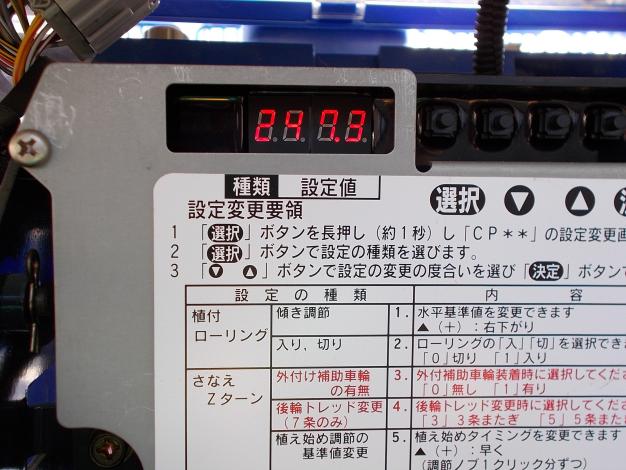 247.3
種類 設定値
設定変更要領
選択 ▼ ▲
1 「選択」ボタンを長押し（約1秒）し「CP＊＊」の設定変更画
2 「選択」ボタンで設定の種類を選びます。
3 「▼ ▲」ボタンで設定の変更の度合いを選び「決定」ボタンで
設定の種類 内容
植付ローリング 傾き調節 1. 水平基準値を変更できます
▲（+）：右下がり
入り、切り 2. ローリングの「入」「切」を選択でき
「0」切り 「1」入り
さなえZターン 外付け補助車輪の有無 3. 外付補助車輪装着時に選択してくださ
「0」無し 「1」有り
後輪トレッド変更（7条のみ） 4. 後輪トレッド変更時に選択してくだ
「3」3条またぎ 「5」5条また
植え始め調節の基準値変更 5. 植え始めタイミングを変更できます
▲（+）：早く
（調節ノブ1クリック分ずつ）